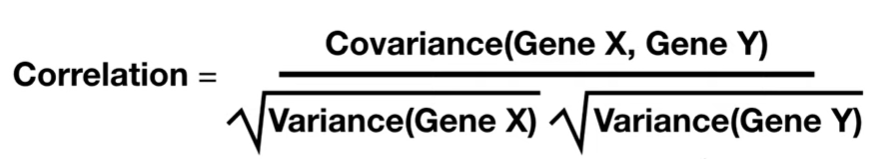 Covariance(Gene X, Gene Y)
Correlation =
√Variance(Gene X) √Variance(Gene Y)